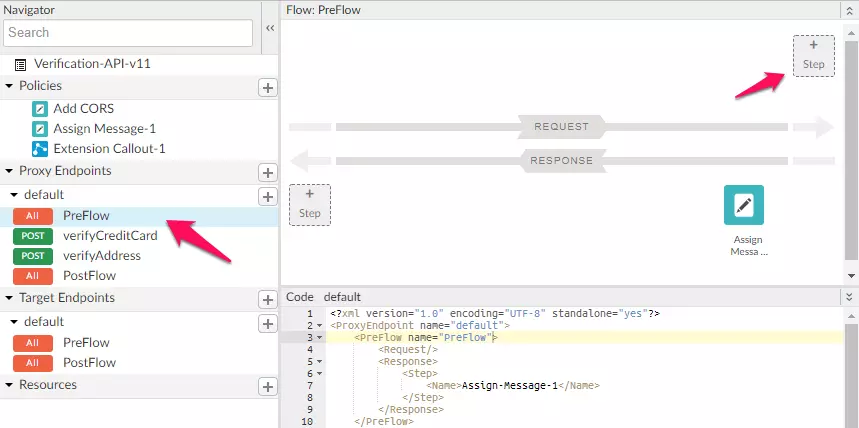 Navigator
Search
Verification-API-v11
Policies
Add CORS
Assign Message-1
Extension Callout-1
Proxy Endpoints
default
All PreFlow
POST verifyCreditCard
POST verifyAddress
All PostFlow
Target Endpoints
default
All PreFlow
All PostFlow
Resources
Flow: PreFlow
+
Step
REQUEST
RESPONSE
+
Step
Assign
Messa ...
Code default
1 <?xml version="1.0" encoding="UTF-8" standalone="yes"?>
2 <ProxyEndpoint name="default">
3 <PreFlow name="PreFlow">
4 <Request/>
5 <Response>
6 <Step>
7 <Name>Assign-Message-1</Name>
8 </Step>
9 </Response>
10 </PreFlow>